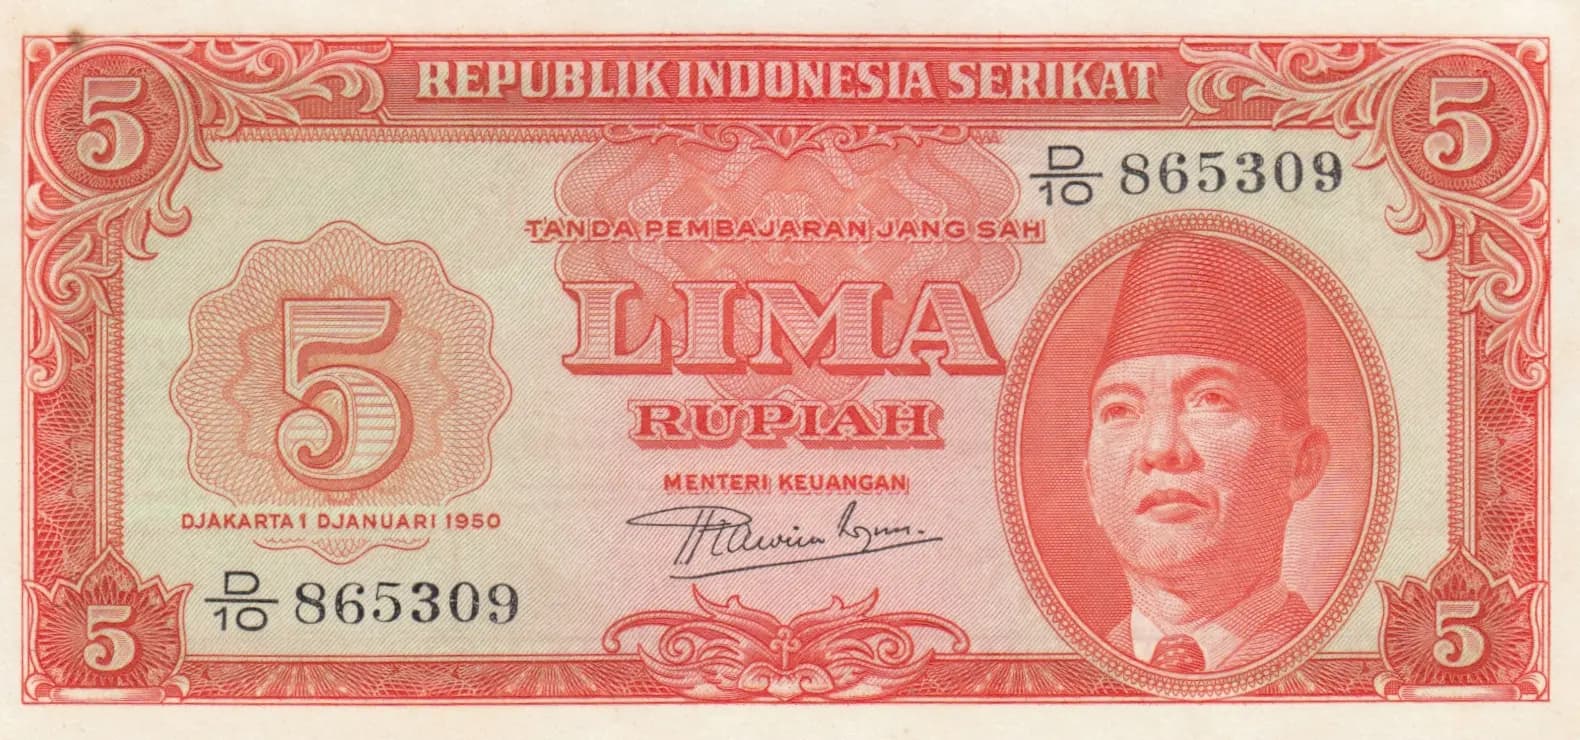 REPUBLIK INDONESIA SERIKAT
5
5
D/10 865309
TANDA PEMBAJARAN JANG SAH
LIMA
5
RUPIAH
MENTERI KEUANGAN
DJAKARTA 1 DJANUARI 1950
D/10 865309
5
5